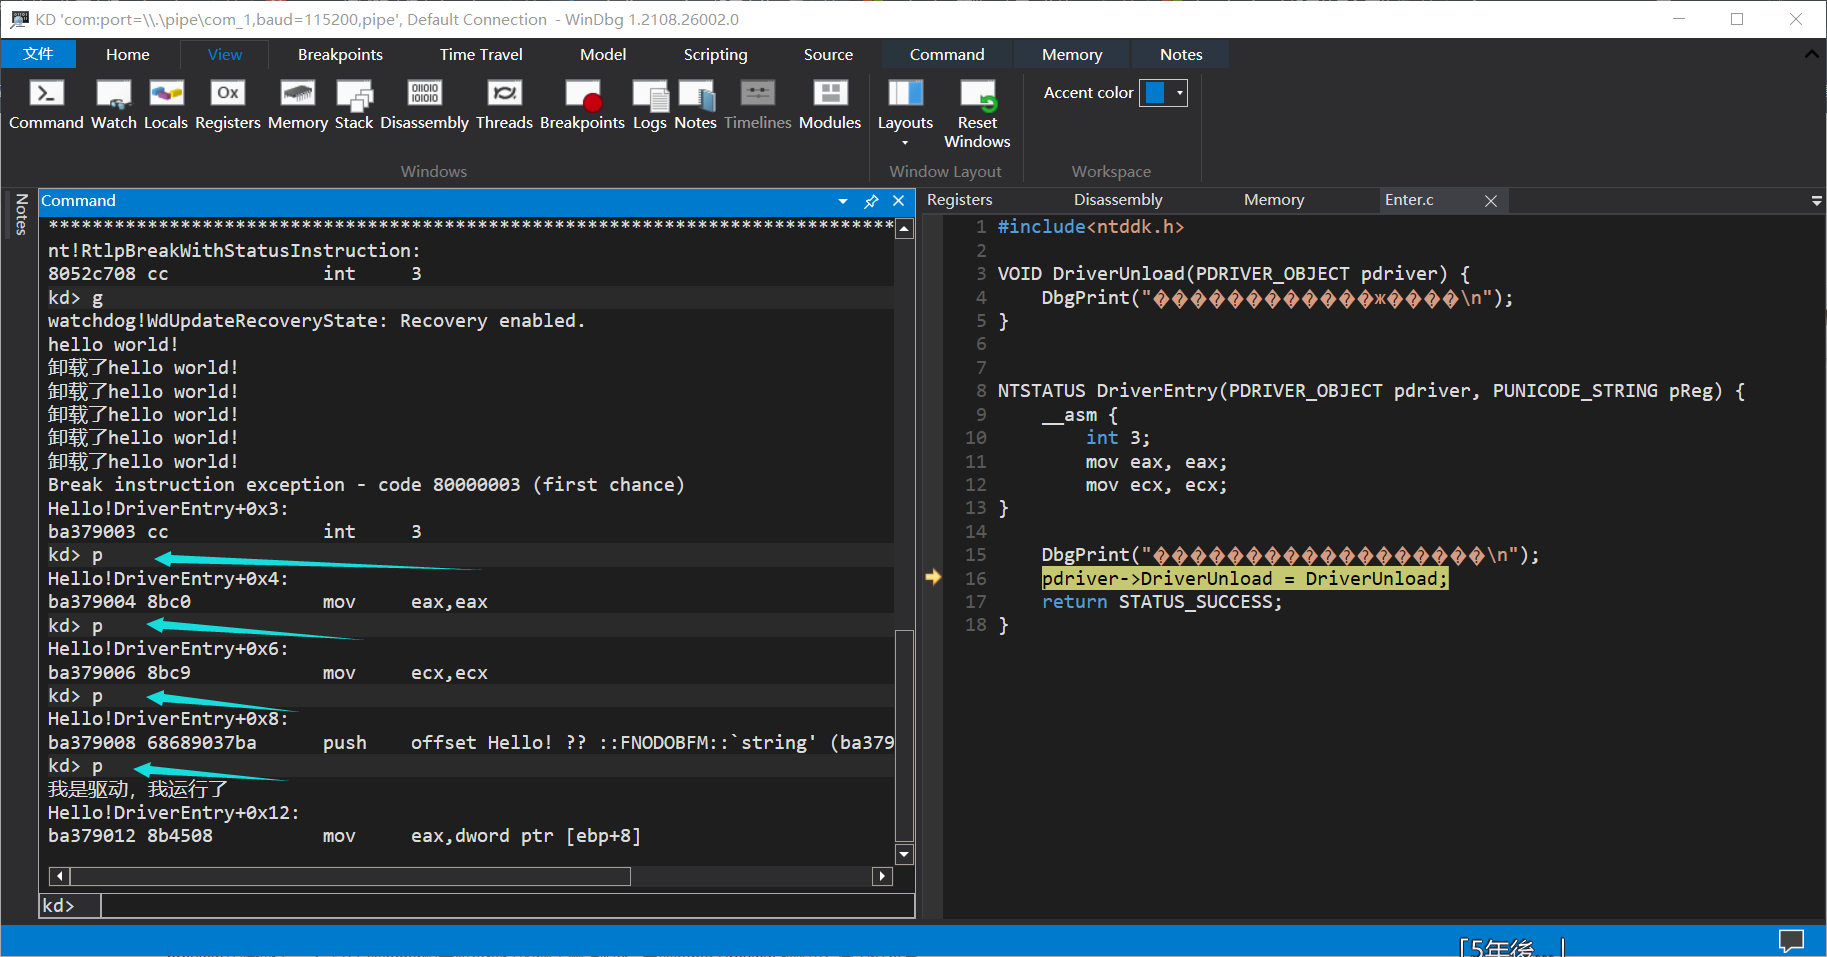 KD 'com:port=\\.\pipe\com_1,baud=115200,pipe', Default Connection - WinDbg 1.2108.26002.0
文件 Home View Breakpoints Time Travel Model Scripting Source Command Memory Notes
Command Watch Locals Registers Memory Stack Disassembly Threads Breakpoints Logs Notes Timelines Modules Layouts Reset Windows Accent color
Windows Window Layout Workspace
Notes
Command
********************************************************************************
nt!RtlpBreakWithStatusInstruction:
8052c708 cc int 3
kd> g
watchdog!WdUpdateRecoveryState: Recovery enabled.
hello world!
卸载了hello world!
卸载了hello world!
卸载了hello world!
卸载了hello world!
卸载了hello world!
Break instruction exception - code 80000003 (first chance)
Hello!DriverEntry+0x3:
ba379003 cc int 3
kd> p
Hello!DriverEntry+0x4:
ba379004 8bc0 mov eax,eax
kd> p
Hello!DriverEntry+0x6:
ba379006 8bc9 mov ecx,ecx
kd> p
Hello!DriverEntry+0x8:
ba379008 68689037ba push offset Hello! ?? ::FNODOBFM::`string' (ba379
kd> p
我是驱动，我运行了
Hello!DriverEntry+0x12:
ba379012 8b4508 mov eax,dword ptr [ebp+8]
kd>
Registers Disassembly Memory Enter.c
1 #include<ntddk.h>
2
3 VOID DriverUnload(PDRIVER_OBJECT pdriver) {
4 DbgPrint("������������ж����\n");
5 }
6
7
8 NTSTATUS DriverEntry(PDRIVER_OBJECT pdriver, PUNICODE_STRING pReg) {
9 __asm {
10 int 3;
11 mov eax, eax;
12 mov ecx, ecx;
13 }
14
15 DbgPrint("������������������\n");
16 pdriver->DriverUnload = DriverUnload;
17 return STATUS_SUCCESS;
18 }
「5年後...」